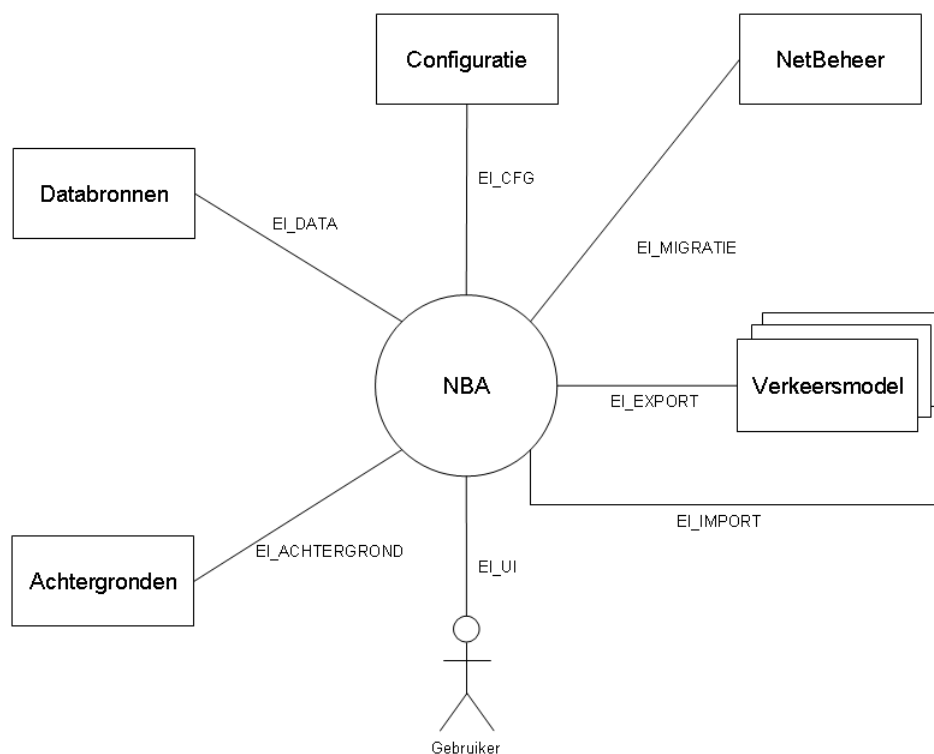 Configuratie
NetBeheer
Databronnen
EI_CFG
EI_DATA
EI_MIGRATIE
NBA
Verkeersmodel
EI_EXPORT
EI_IMPORT
EI_ACHTERGROND
EI_UI
Achtergronden
Gebruiker